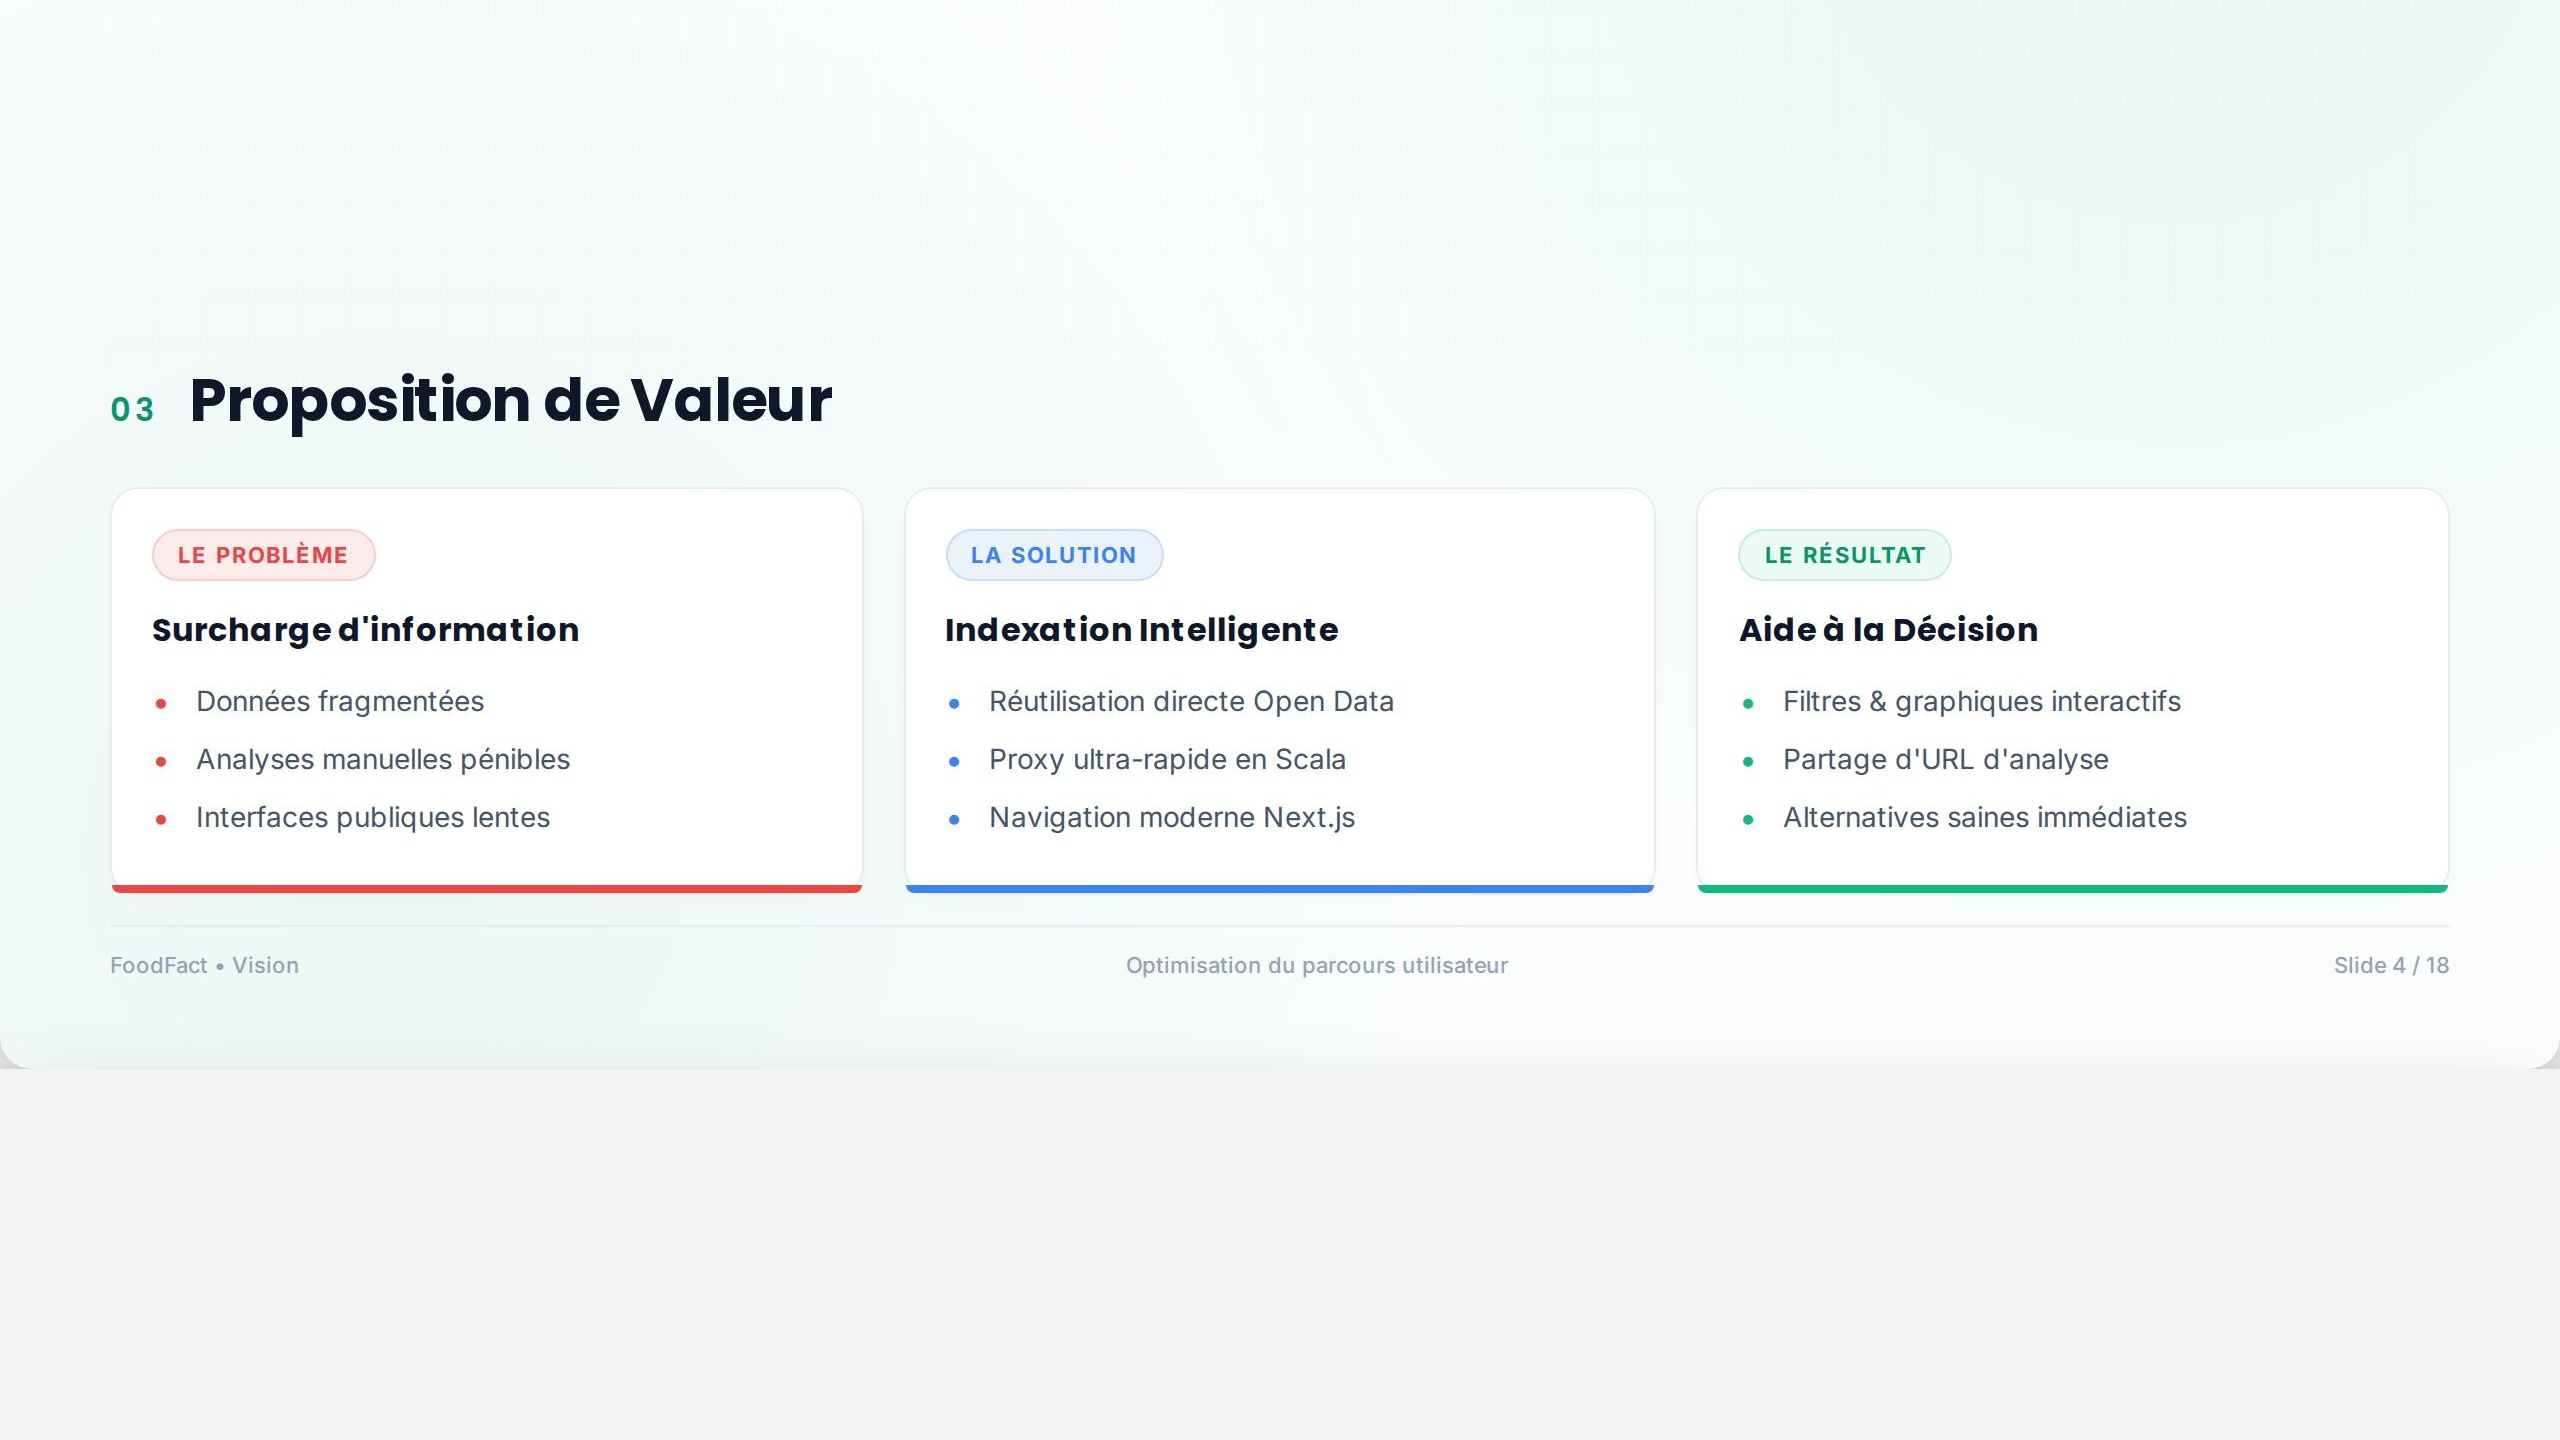 03 Proposition de Valeur
LE PROBLÈME
Surcharge d'information
• Données fragmentées
• Analyses manuelles pénibles
• Interfaces publiques lentes
LA SOLUTION
Indexation Intelligente
• Réutilisation directe Open Data
• Proxy ultra-rapide en Scala
• Navigation moderne Next.js
LE RÉSULTAT
Aide à la Décision
• Filtres & graphiques interactifs
• Partage d'URL d'analyse
• Alternatives saines immédiates
FoodFact • Vision
Optimisation du parcours utilisateur
Slide 4 / 18